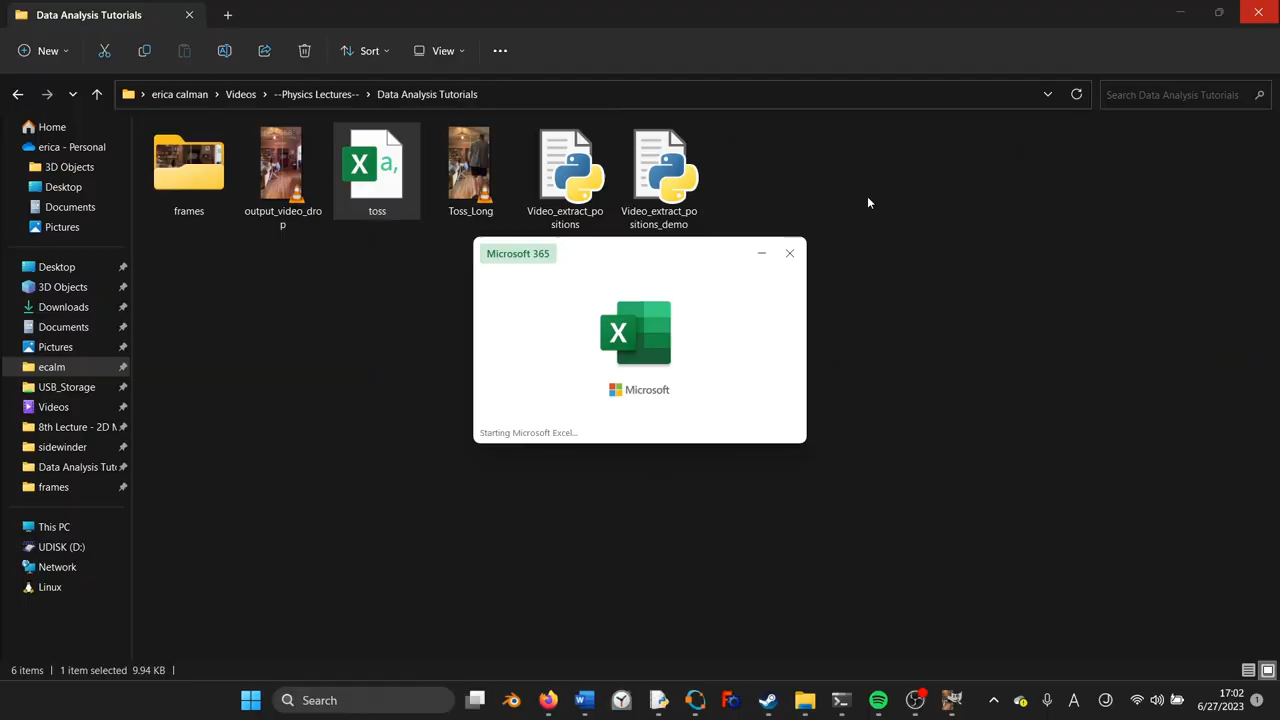 Data Analysis Tutorials
New
Sort
View
erica calman
Videos
--Physics Lectures--
Data Analysis Tutorials
Search Data Analysis Tutorials
Home
erica - Personal
3D Objects
Desktop
Documents
Pictures
Desktop
3D Objects
Downloads
Documents
Pictures
ecalm
USB_Storage
Videos
8th Lecture - 2D M
sidewinder
Data Analysis Tuto
frames
This PC
UDISK (D:)
Network
Linux
frames
output_video_dro
p
a,
toss
Toss_Long
Video_extract_po
sitions
Video_extract_po
sitions_demo
Microsoft 365
X
Microsoft
Starting Microsoft Excel...
6 items
1 item selected 9.94 KB
Search
A
17:02
6/27/2023
1